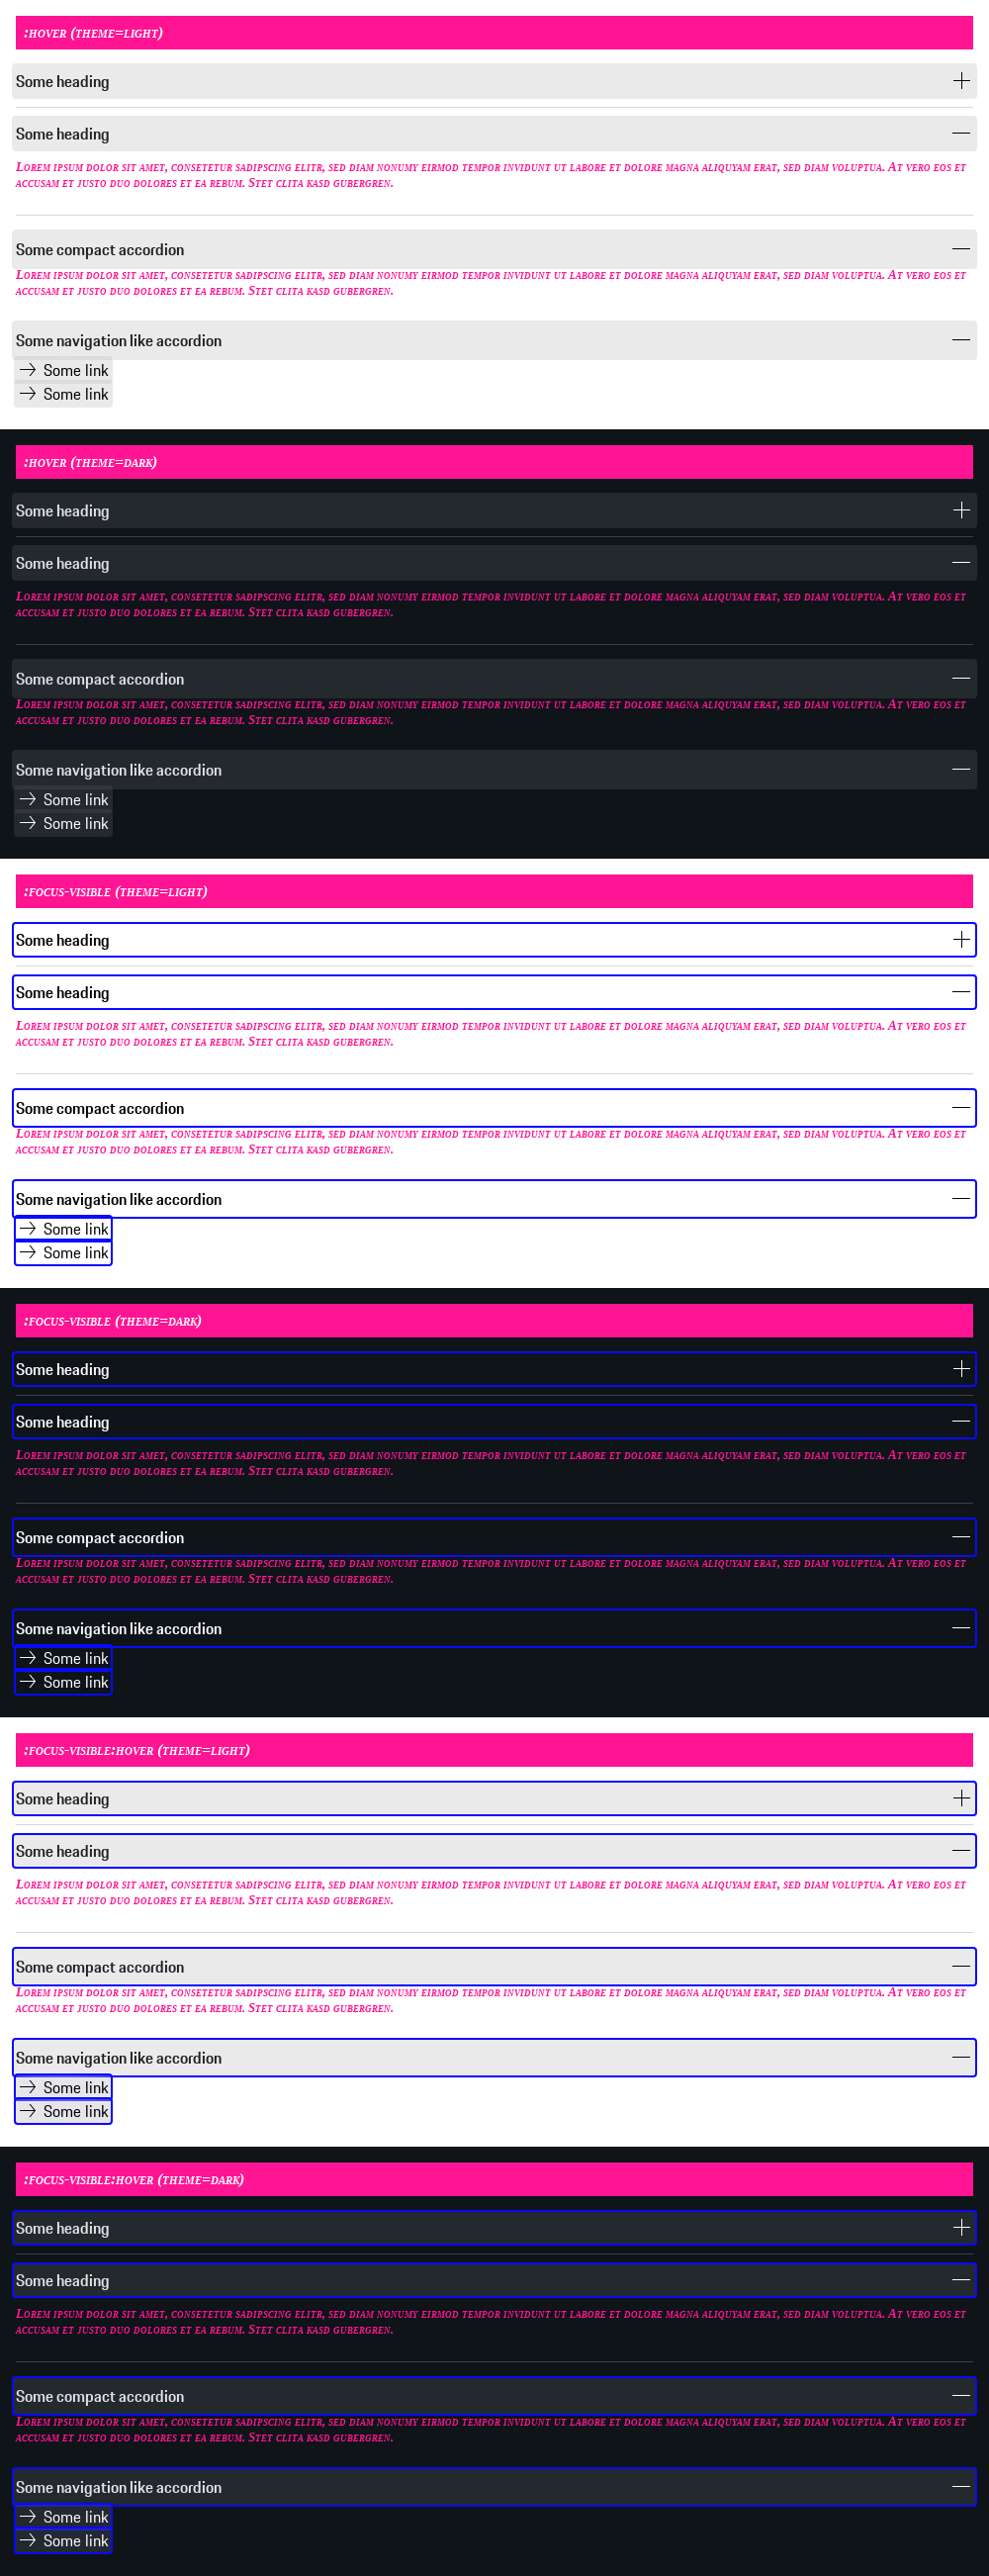 :hover (theme=light)
Some heading
Some heading
Lorem ipsum dolor sit amet, consetetur sadipscing elitr, sed diam nonumy eirmod tempor invidunt ut labore et dolore magna aliquyam erat, sed diam voluptua. At vero eos et
accusam et justo duo dolores et ea rebum. Stet clita kasd gubergren.
Some compact accordion
Lorem ipsum dolor sit amet, consetetur sadipscing elitr, sed diam nonumy eirmod tempor invidunt ut labore et dolore magna aliquyam erat, sed diam voluptua. At vero eos et
accusam et justo duo dolores et ea rebum. Stet clita kasd gubergren.
Some navigation like accordion
Some link
Some link
:hover (theme=dark)
Some heading
Some heading
Lorem ipsum dolor sit amet, consetetur sadipscing elitr, sed diam nonumy eirmod tempor invidunt ut labore et dolore magna aliquyam erat, sed diam voluptua. At vero eos et
accusam et justo duo dolores et ea rebum. Stet clita kasd gubergren.
Some compact accordion
Lorem ipsum dolor sit amet, consetetur sadipscing elitr, sed diam nonumy eirmod tempor invidunt ut labore et dolore magna aliquyam erat, sed diam voluptua. At vero eos et
accusam et justo duo dolores et ea rebum. Stet clita kasd gubergren.
Some navigation like accordion
Some link
Some link
:focus-visible (theme=light)
Some heading
Some heading
Lorem ipsum dolor sit amet, consetetur sadipscing elitr, sed diam nonumy eirmod tempor invidunt ut labore et dolore magna aliquyam erat, sed diam voluptua. At vero eos et
accusam et justo duo dolores et ea rebum. Stet clita kasd gubergren.
Some compact accordion
Lorem ipsum dolor sit amet, consetetur sadipscing elitr, sed diam nonumy eirmod tempor invidunt ut labore et dolore magna aliquyam erat, sed diam voluptua. At vero eos et
accusam et justo duo dolores et ea rebum. Stet clita kasd gubergren.
Some navigation like accordion
Some link
Some link
:focus-visible (theme=dark)
Some heading
Some heading
Lorem ipsum dolor sit amet, consetetur sadipscing elitr, sed diam nonumy eirmod tempor invidunt ut labore et dolore magna aliquyam erat, sed diam voluptua. At vero eos et
accusam et justo duo dolores et ea rebum. Stet clita kasd gubergren.
Some compact accordion
Lorem ipsum dolor sit amet, consetetur sadipscing elitr, sed diam nonumy eirmod tempor invidunt ut labore et dolore magna aliquyam erat, sed diam voluptua. At vero eos et
accusam et justo duo dolores et ea rebum. Stet clita kasd gubergren.
Some navigation like accordion
Some link
Some link
:focus-visible:hover (theme=light)
Some heading
Some heading
Lorem ipsum dolor sit amet, consetetur sadipscing elitr, sed diam nonumy eirmod tempor invidunt ut labore et dolore magna aliquyam erat, sed diam voluptua. At vero eos et
accusam et justo duo dolores et ea rebum. Stet clita kasd gubergren.
Some compact accordion
Lorem ipsum dolor sit amet, consetetur sadipscing elitr, sed diam nonumy eirmod tempor invidunt ut labore et dolore magna aliquyam erat, sed diam voluptua. At vero eos et
accusam et justo duo dolores et ea rebum. Stet clita kasd gubergren.
Some navigation like accordion
Some link
Some link
:focus-visible:hover (theme=dark)
Some heading
Some heading
Lorem ipsum dolor sit amet, consetetur sadipscing elitr, sed diam nonumy eirmod tempor invidunt ut labore et dolore magna aliquyam erat, sed diam voluptua. At vero eos et
accusam et justo duo dolores et ea rebum. Stet clita kasd gubergren.
Some compact accordion
Lorem ipsum dolor sit amet, consetetur sadipscing elitr, sed diam nonumy eirmod tempor invidunt ut labore et dolore magna aliquyam erat, sed diam voluptua. At vero eos et
accusam et justo duo dolores et ea rebum. Stet clita kasd gubergren.
Some navigation like accordion
Some link
Some link